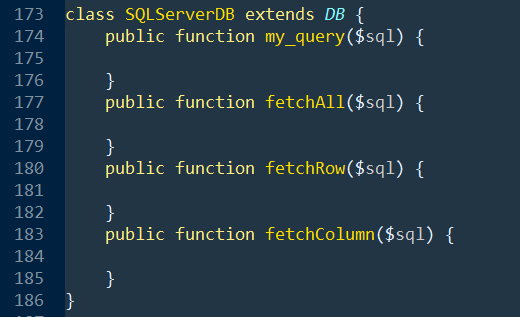 173 class SQLServerDB extends DB {
174     public function my_query($sql) {
175
176     }
177     public function fetchAll($sql) {
178
179     }
180     public function fetchRow($sql) {
181
182     }
183     public function fetchColumn($sql) {
184
185     }
186 }